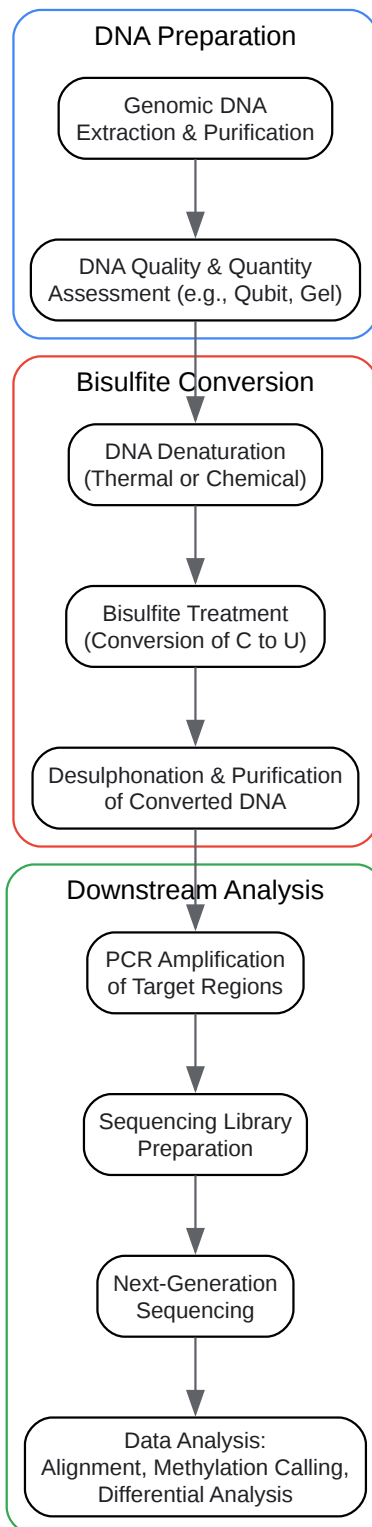 DNA Preparation
Genomic DNA
Extraction & Purification
DNA Quality & Quantity
Assessment (e.g., Qubit, Gel)
Bisulfite Conversion
DNA Denaturation
(Thermal or Chemical)
Bisulfite Treatment
(Conversion of C to U)
Desulphonation & Purification
of Converted DNA
Downstream Analysis
PCR Amplification
of Target Regions
Sequencing Library
Preparation
Next-Generation
Sequencing
Data Analysis:
Alignment, Methylation Calling,
Differential Analysis